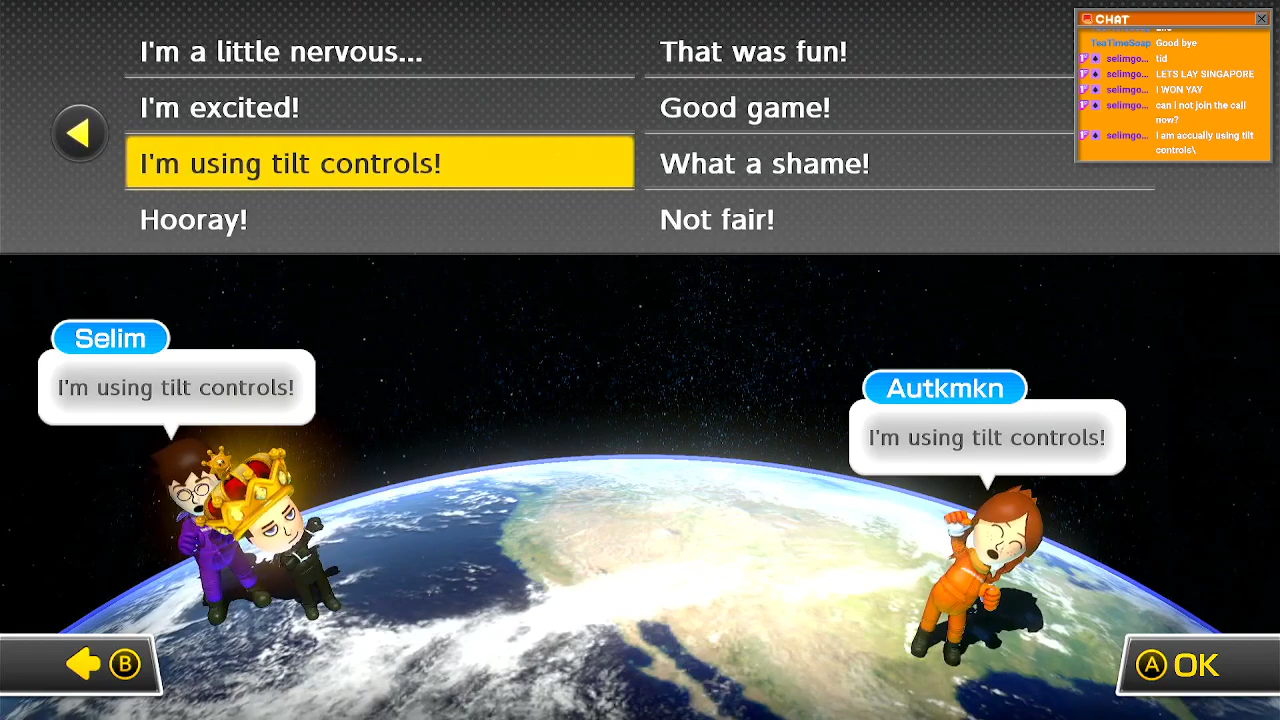 I'm a little nervous...
That was fun!
I'm excited!
Good game!
I'm using tilt controls!
What a shame!
Hooray!
Not fair!
CHAT
TeaTimeSoap Good bye
selimgo... tid
selimgo... LETS LAY SINGAPORE
selimgo... I WON YAY
selimgo... can I not join the call
now?
selimgo... I am accually using tilt
controls\
Selim
I'm using tilt controls!
Autkmkn
I'm using tilt controls!
B
A OK